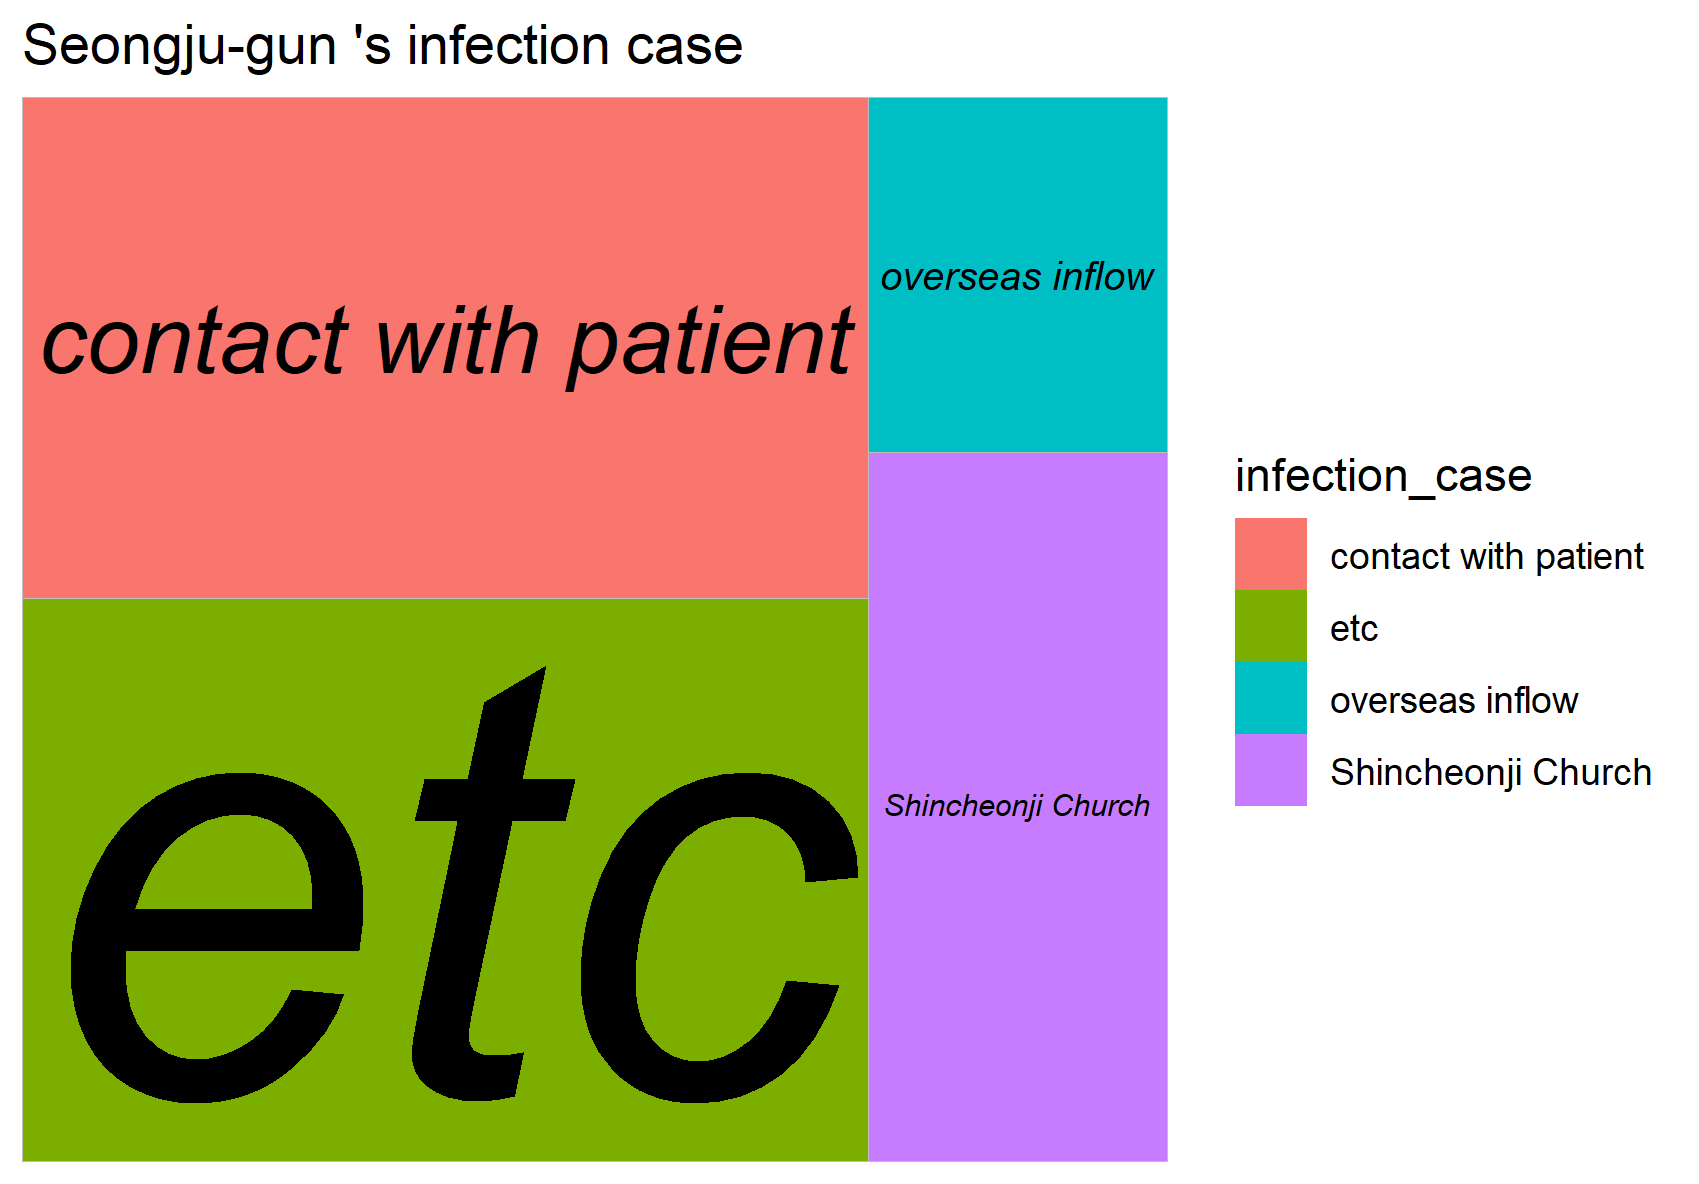 Seongju-gun 's infection case
contact with patient
overseas inflow
etc
Shincheonji Church
infection_case
contact with patient
etc
overseas inflow
Shincheonji Church